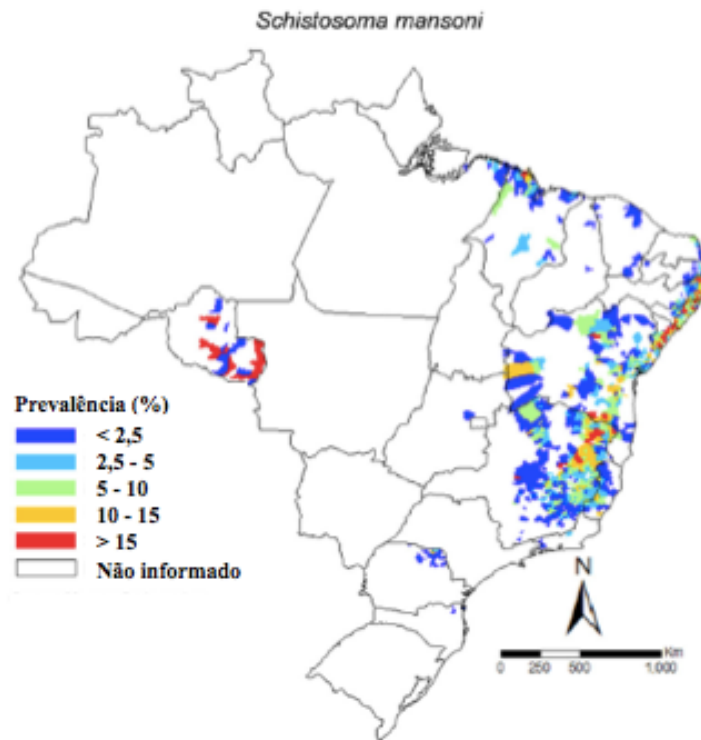 Schistosoma mansoni
Prevalência (%)
< 2,5
2,5 - 5
5 - 10
10 - 15
> 15
Não informado
N
Km
0 250 500 1.000